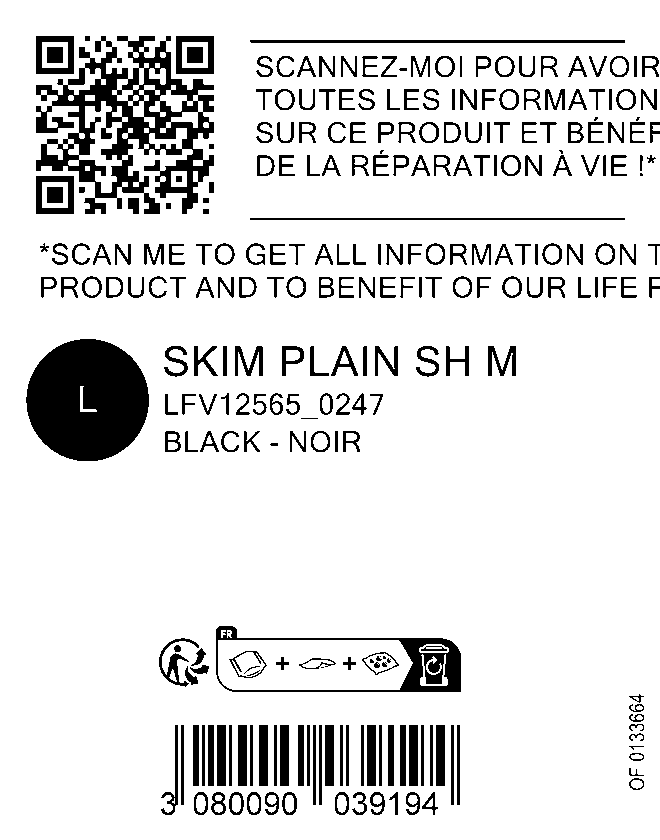 SCANNEZ-MOI POUR AVOIR
TOUTES LES INFORMATION
SUR CE PRODUIT ET BÉNÉF
DE LA RÉPARATION À VIE !*
*SCAN ME TO GET ALL INFORMATION ON T
PRODUCT AND TO BENEFIT OF OUR LIFE
L
SKIM PLAIN SH M
LFV12565_0247
BLACK - NOIR
FR
OF 0133664
3 080090 039194